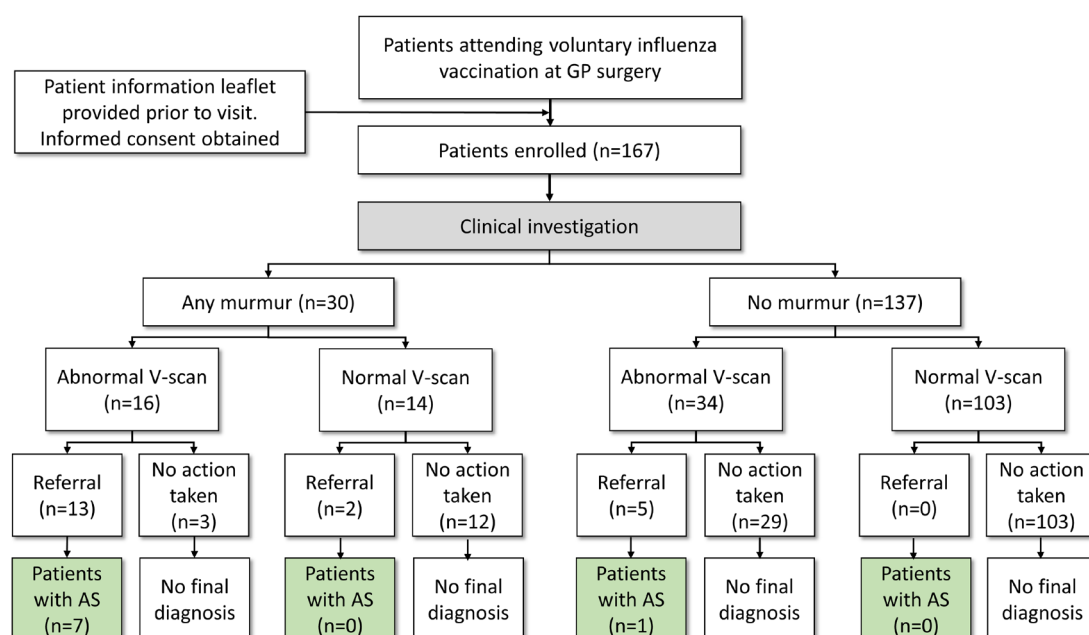 Patients attending voluntary influenza
vaccination at GP surgery
Patient information leaflet
provided prior to visit.
Informed consent obtained
Patients enrolled (n=167)
Clinical investigation
Any murmur (n=30)
No murmur (n=137)
Abnormal V-scan
(n=16)
Normal V-scan
(n=14)
Abnormal V-scan
(n=34)
Normal V-scan
(n=103)
Referral
(n=13)
No action
taken
(n=3)
Referral
(n=2)
No action
taken
(n=12)
Referral
(n=5)
No action
taken
(n=29)
Referral
(n=0)
No action
taken
(n=103)
Patients
with AS
(n=7)
No final
diagnosis
Patients
with AS
(n=0)
No final
diagnosis
Patients
with AS
(n=1)
No final
diagnosis
Patients
with AS
(n=0)
No final
diagnosis